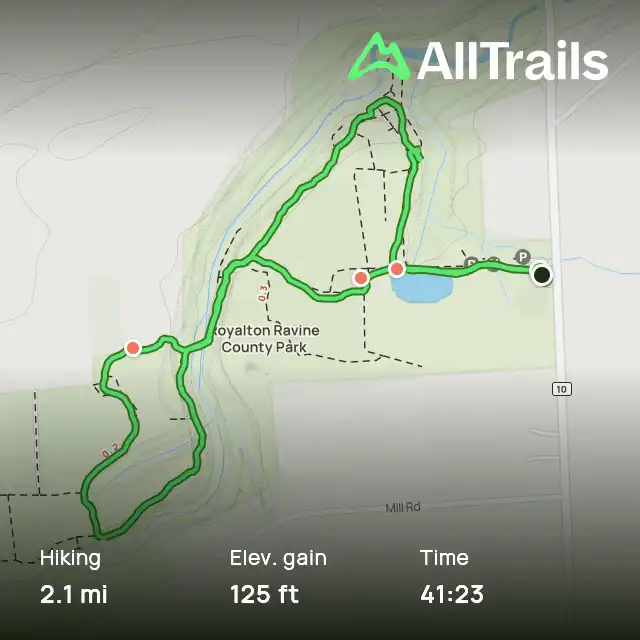 AllTrails
P
P
0.3
oyalton Ravine
County Park
10
0.2
Mill Rd
Hiking
Elev. gain
Time
2.1 mi
125 ft
41:23